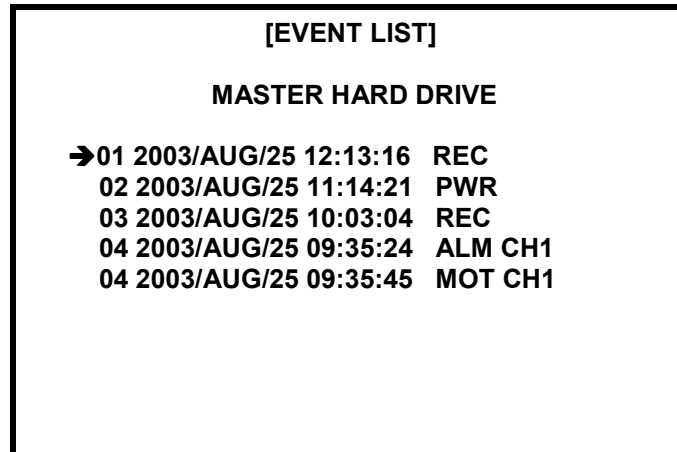 [EVENT LIST]
MASTER HARD DRIVE
➔01 2003/AUG/25 12:13:16 REC
02 2003/AUG/25 11:14:21 PWR
03 2003/AUG/25 10:03:04 REC
04 2003/AUG/25 09:35:24 ALM CH1
04 2003/AUG/25 09:35:45 MOT CH1